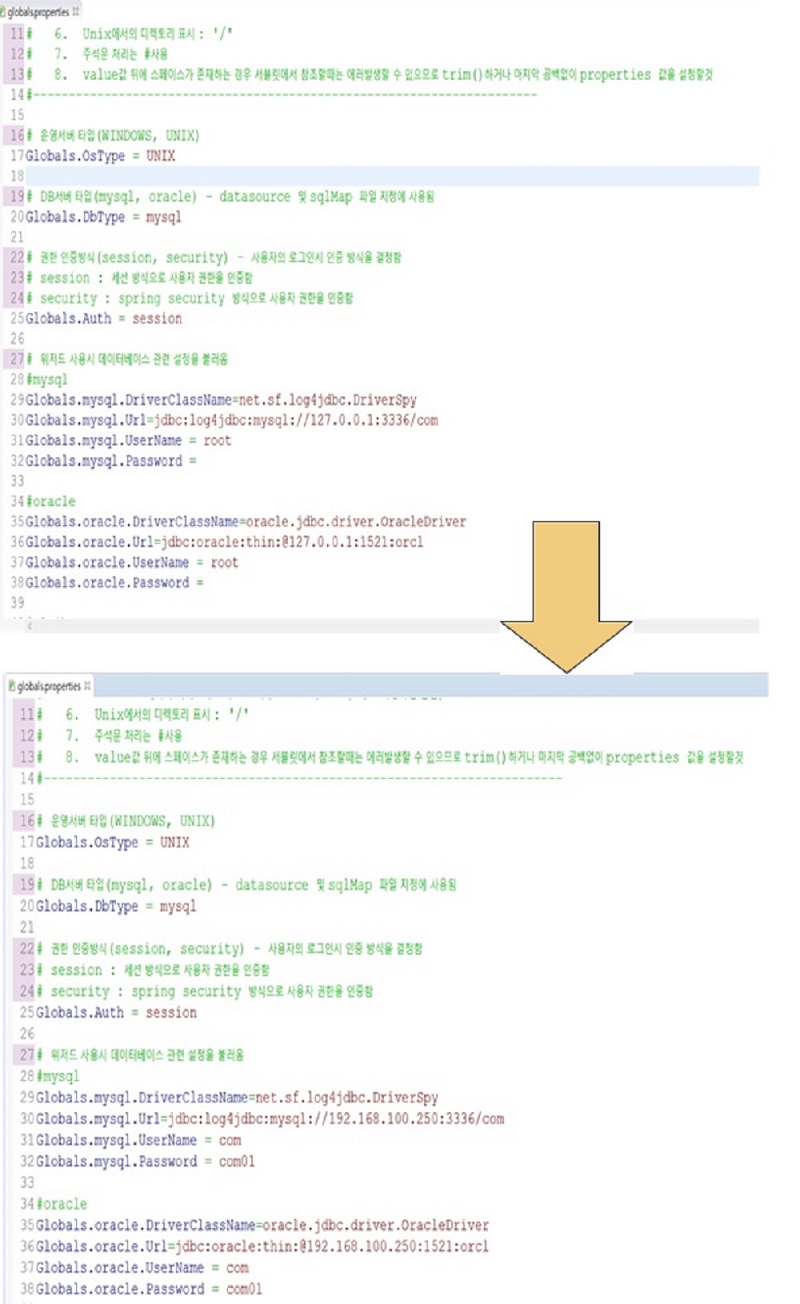 globals.properties
11#   6.  Unix에서의 디렉토리 표시 : '/'
12#   7.  주석문 처리는 #사용
13#   8.  value값 뒤에 스페이스가 존재하는 경우 서블릿에서 참조할때는 에러발생할 수 있으므로 trim()하거나 마지막 공백없이 properties 값을 설정할것
14#-----------------------------------------------------------------------
15
16# 운영서버 타입(WINDOWS, UNIX)
17Globals.OsType = UNIX
18
19# DB서버 타입(mysql, oracle) - datasource 및 sqlMap 파일 지정에 사용됨
20Globals.DbType = mysql
21
22# 권한 인증방식(session, security) - 사용자의 로그인시 인증 방식을 결정함
23# session : 세션 방식으로 사용자 권한을 인증함
24# security : spring security 방식으로 사용자 권한을 인증함
25Globals.Auth = session
26
27# 위저드 사용시 데이터베이스 관련 설정을 불러옴
28#mysql
29Globals.mysql.DriverClassName=net.sf.log4jdbc.DriverSpy
30Globals.mysql.Url=jdbc:log4jdbc:mysql://127.0.0.1:3336/com
31Globals.mysql.UserName = root
32Globals.mysql.Password =
33
34#oracle
35Globals.oracle.DriverClassName=oracle.jdbc.driver.OracleDriver
36Globals.oracle.Url=jdbc:oracle:thin:@127.0.0.1:1521:orcl
37Globals.oracle.UserName = root
38Globals.oracle.Password =
39
globals.properties
11#   6.  Unix에서의 디렉토리 표시 : '/'
12#   7.  주석문 처리는 #사용
13#   8.  value값 뒤에 스페이스가 존재하는 경우 서블릿에서 참조할때는 에러발생할 수 있으므로 trim()하거나 마지막 공백없이 properties 값을 설정할것
14#-----------------------------------------------------------------------
15
16# 운영서버 타입(WINDOWS, UNIX)
17Globals.OsType = UNIX
18
19# DB서버 타입(mysql, oracle) - datasource 및 sqlMap 파일 지정에 사용됨
20Globals.DbType = mysql
21
22# 권한 인증방식(session, security) - 사용자의 로그인시 인증 방식을 결정함
23# session : 세션 방식으로 사용자 권한을 인증함
24# security : spring security 방식으로 사용자 권한을 인증함
25Globals.Auth = session
26
27# 위저드 사용시 데이터베이스 관련 설정을 불러옴
28#mysql
29Globals.mysql.DriverClassName=net.sf.log4jdbc.DriverSpy
30Globals.mysql.Url=jdbc:log4jdbc:mysql://192.168.100.250:3336/com
31Globals.mysql.UserName = com
32Globals.mysql.Password = com01
33
34#oracle
35Globals.oracle.DriverClassName=oracle.jdbc.driver.OracleDriver
36Globals.oracle.Url=jdbc:oracle:thin:@192.168.100.250:1521:orcl
37Globals.oracle.UserName = com
38Globals.oracle.Password = com01